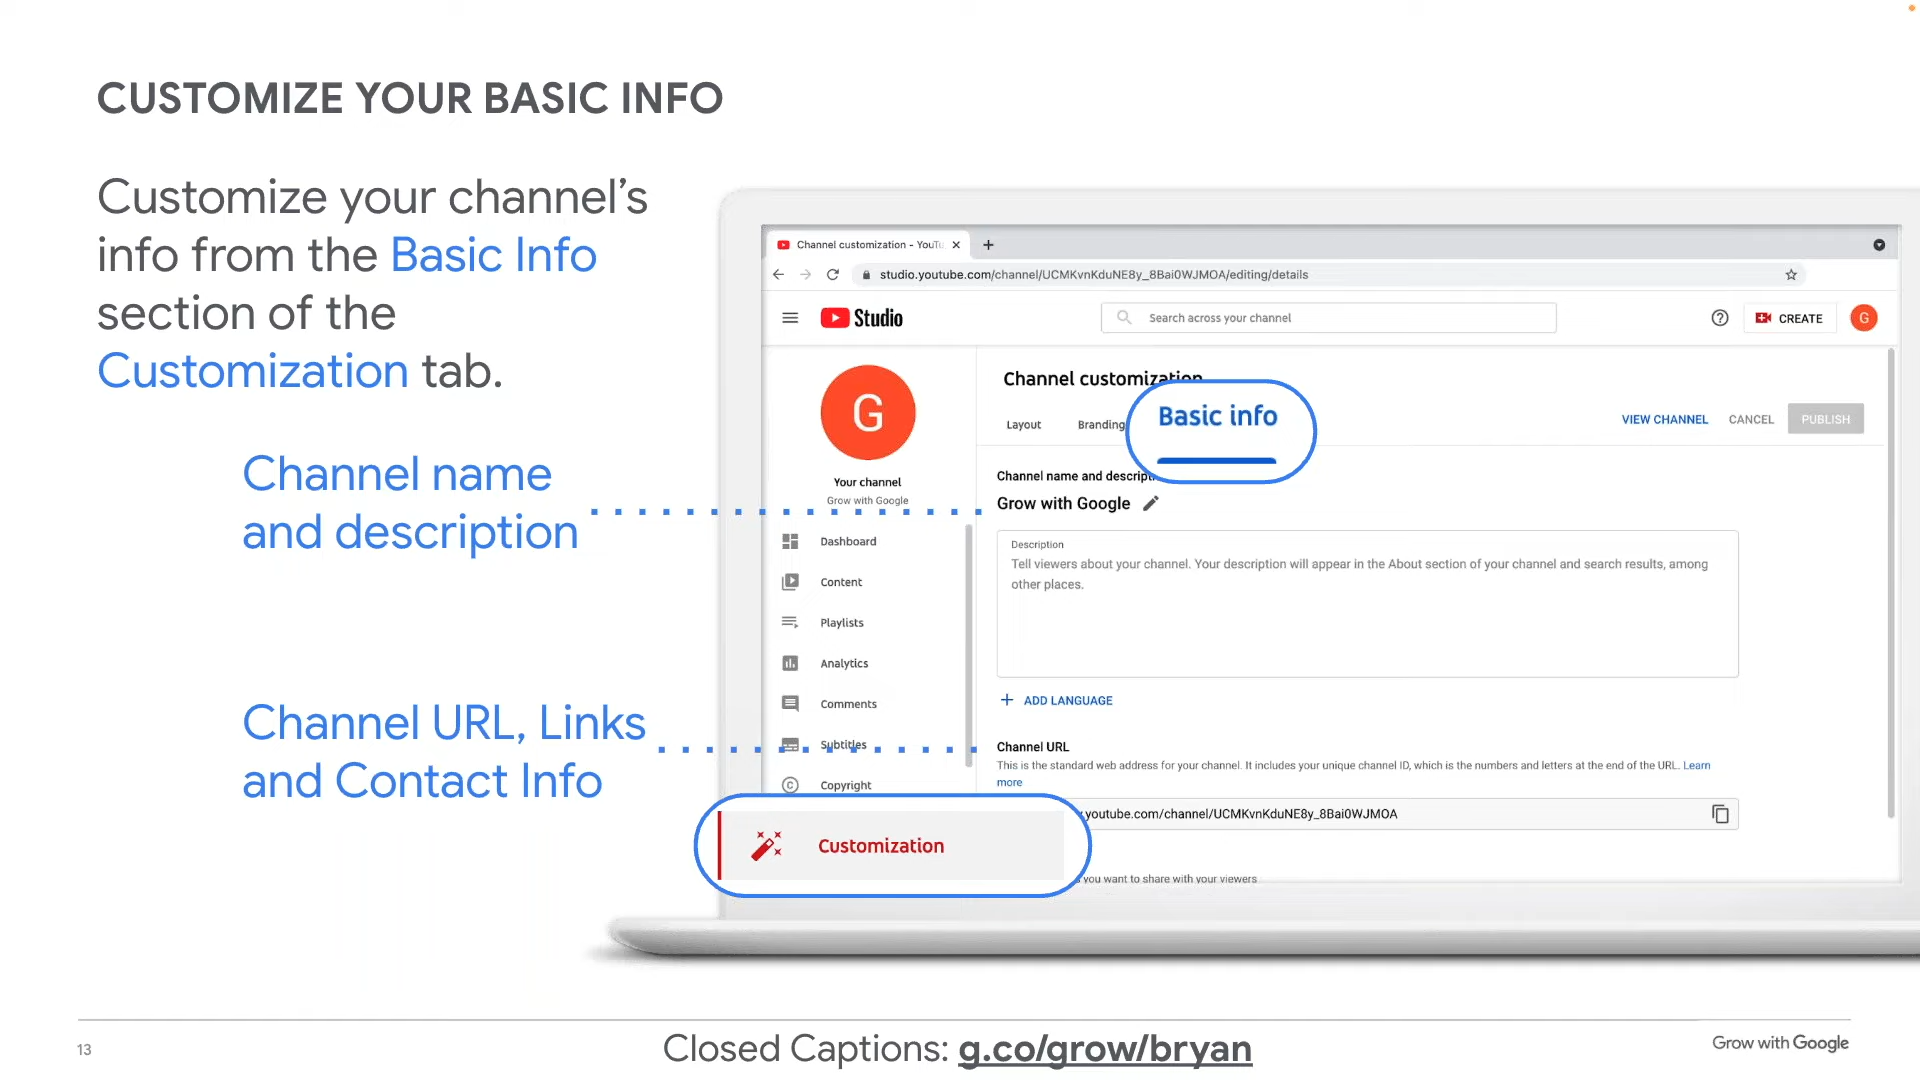 CUSTOMIZE YOUR BASIC INFO
Customize your channel's
info from the Basic Info
section of the
Customization tab.
Channel name
and description
Channel URL, Links
and Contact Info
Channel customization - YouTu
studio.youtube.com/channel/UCMKvnKduNE8y_8Bai0WJMOA/editing/details
Studio
Search across your channel
CREATE
G
G
Your channel
Grow with Google
Dashboard
Content
Playlists
Analytics
Comments
Subtitles
Copyright
Customization
Channel customization
Layout
Branding
Basic info
VIEW CHANNEL
CANCEL
PUBLISH
Channel name and descript
Grow with Google
Description
Tell viewers about your channel. Your description will appear in the About section of your channel and search results, among
other places.
ADD LANGUAGE
Channel URL
This is the standard web address for your channel. It includes your unique channel ID, which is the numbers and letters at the end of the URL. Learn
more
.youtube.com/channel/UCMKvnKduNE8y_8Bai0WJMOA
you want to share with your viewers
13
Closed Captions: g.co/grow/bryan
Grow with Google